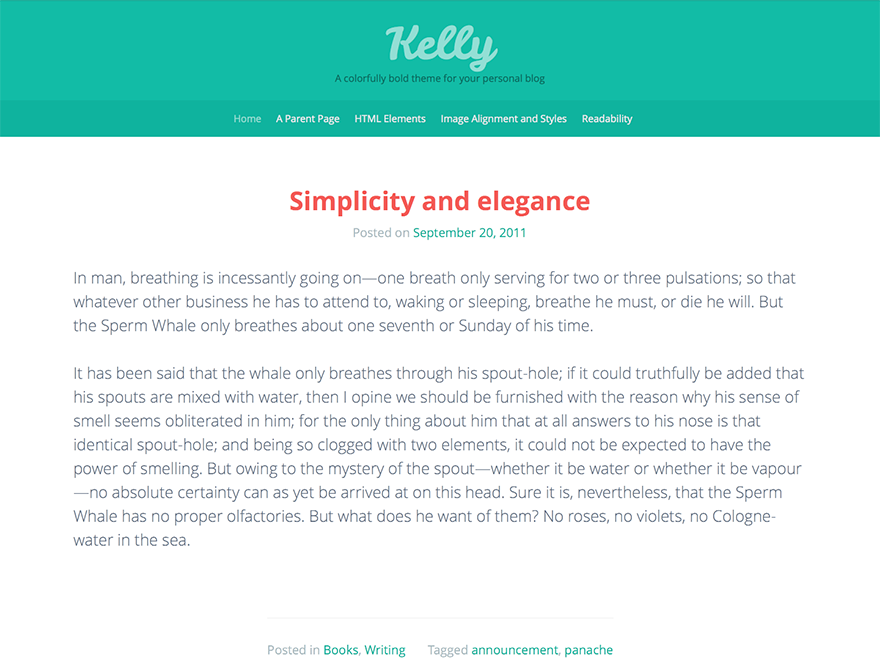 Kelly
A colorfully bold theme for your personal blog
Home A Parent Page HTML Elements Image Alignment and Styles Readability
Simplicity and elegance
Posted on September 20, 2011
In man, breathing is incessantly going on—one breath only serving for two or three pulsations; so that
whatever other business he has to attend to, waking or sleeping, breathe he must, or die he will. But
the Sperm Whale only breathes about one seventh or Sunday of his time.
It has been said that the whale only breathes through his spout-hole; if it could truthfully be added that
his spouts are mixed with water, then I opine we should be furnished with the reason why his sense of
smell seems obliterated in him; for the only thing about him that at all answers to his nose is that
identical spout-hole; and being so clogged with two elements, it could not be expected to have the
power of smelling. But owing to the mystery of the spout—whether it be water or whether it be vapour
—no absolute certainty can as yet be arrived at on this head. Sure it is, nevertheless, that the Sperm
Whale has no proper olfactories. But what does he want of them? No roses, no violets, no Cologne-
water in the sea.
Posted in Books, Writing Tagged announcement, panache